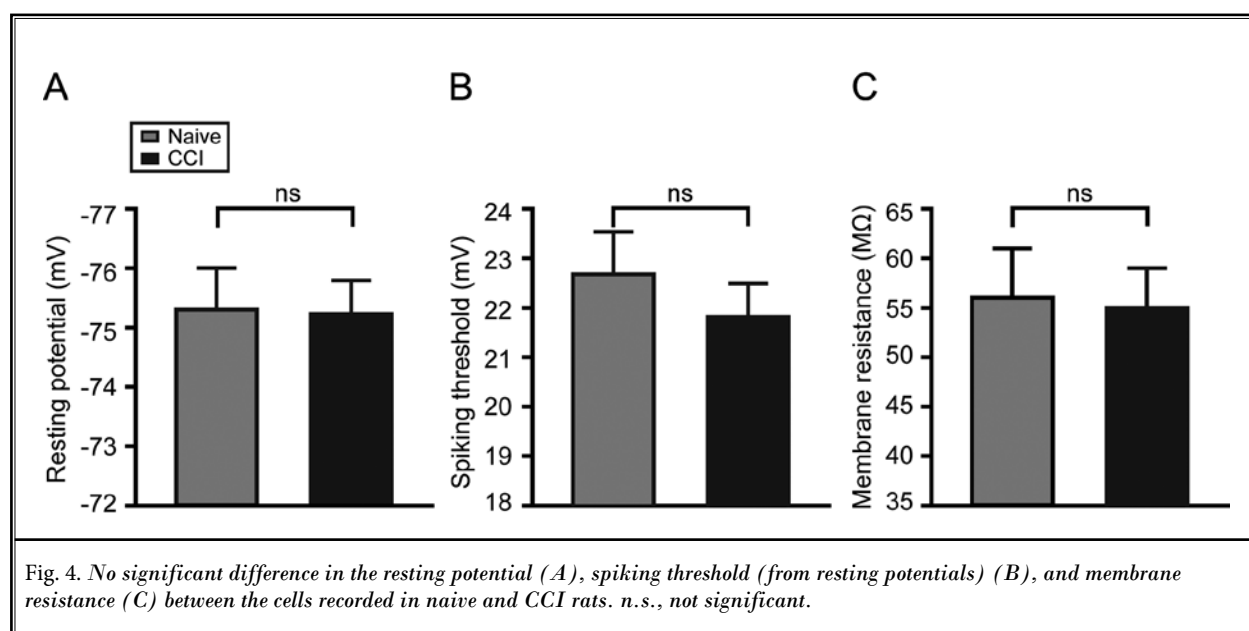 A
B
C
Naive
CCI
ns
ns
ns
Resting potential (mV)
-77
-76
-75
-74
-73
-72
Spiking threshold (mV)
24
23
22
21
20
19
18
Membrane resistance (MΩ)
65
60
55
50
45
40
35
Fig. 4. No significant difference in the resting potential (A), spiking threshold (from resting potentials) (B), and membrane
resistance (C) between the cells recorded in naive and CCI rats. n.s., not significant.